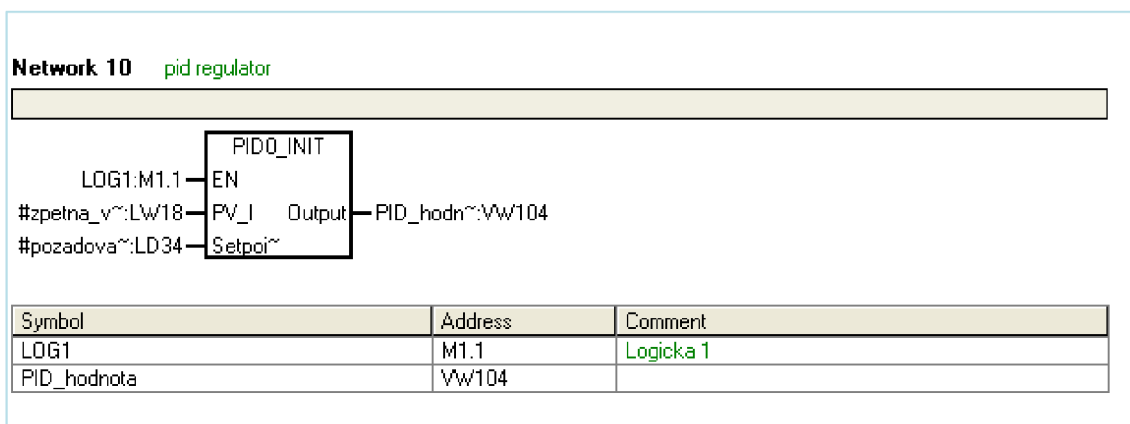 Network 10 pid regulator
PID0_INIT
LOG1:M1.1 EN
#zpetna_v~:LW18 PV_I Output PID_hodn~:VW104
#pozadova~:LD34 Setpoi~
Symbol Address Comment
LOG1 M1.1 Logicka 1
PID_hodnota VW104